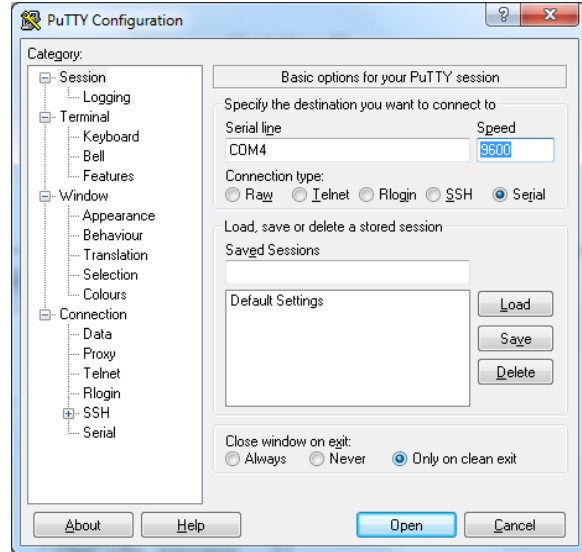 PuTTY Configuration
Category:
Session
Logging
Terminal
Keyboard
Bell
Features
Window
Appearance
Behaviour
Translation
Selection
Colours
Connection
Data
Proxy
Telnet
Rlogin
SSH
Serial
Basic options for your PuTTY session
Specify the destination you want to connect to
Serial line Speed
COM4 9600
Connection type:
Raw Telnet Rlogin SSH Serial
Load, save or delete a stored session
Saved Sessions
Default Settings
Load
Save
Delete
Close window on exit:
Always Never Only on clean exit
About Help Open Cancel